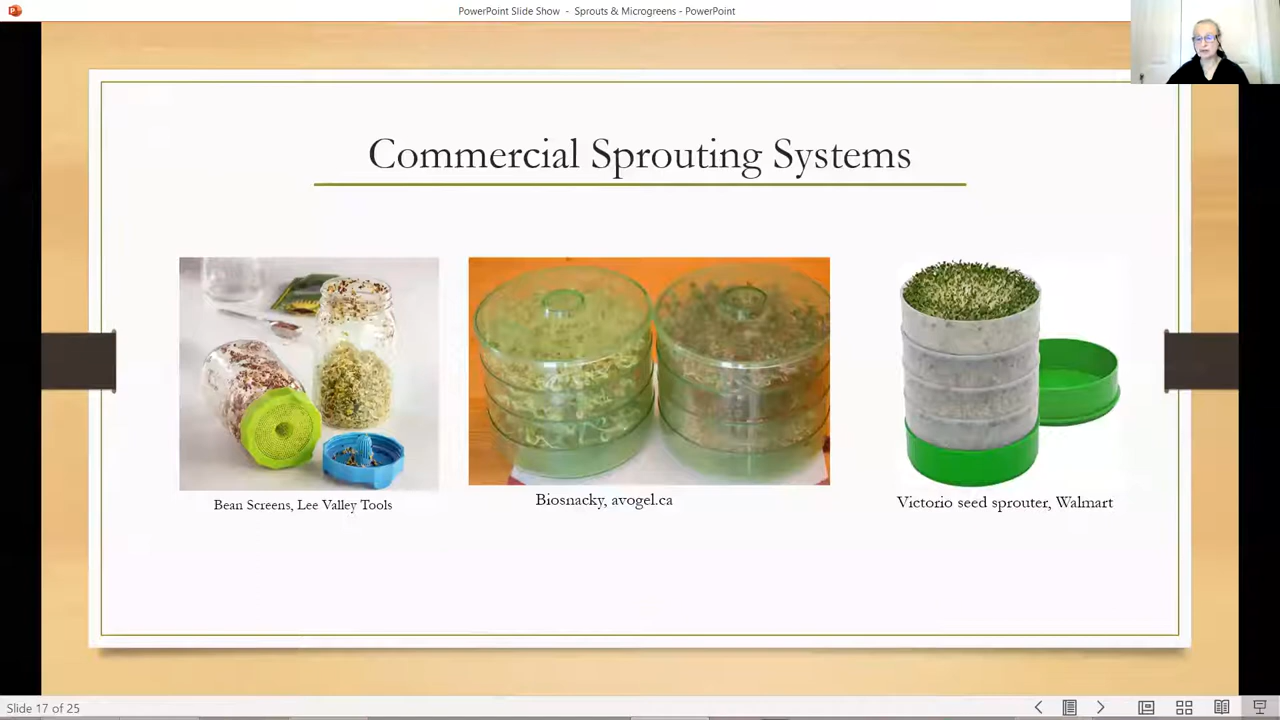 PowerPoint Slide Show - Sprouts & Microgreens - PowerPoint
Commercial Sprouting Systems
Bean Screens, Lee Valley Tools
Biosnacky, avogel.ca
Victorio seed sprouter, Walmart
Slide 17 of 25